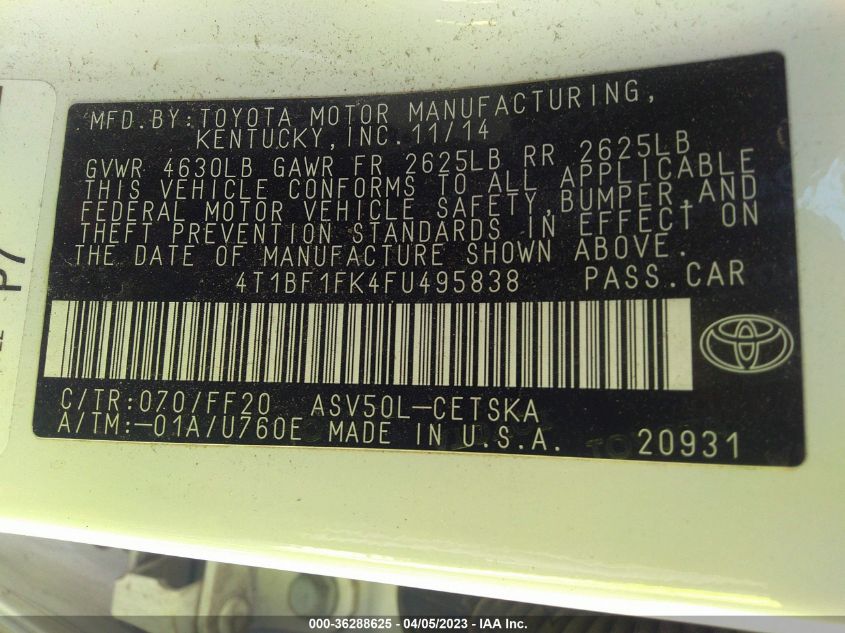 MFD.BY:TOYOTA MOTOR MANUFACTURING,
KENTUCKY,INC.11/14
GVWR 4630LB GAWR FR 2625LB RR 2625LB
THIS VEHICLE CONFORMS TO ALL APPLICABLE
FEDERAL MOTOR VEHICLE SAFETY,BUMPER,AND
THEFT PREVENTION STANDARDS IN EFFECT ON
THE DATE OF MANUFACTURE SHOWN ABOVE.
4T1BF1FK4FU495838 PASS.CAR
C/TR:070/FF20 ASV50L-CETSKA
A/TM:-01A/U760E MADE IN U.S.A. 20931
P7
000-36288625 - 04/05/2023 - IAA Inc.